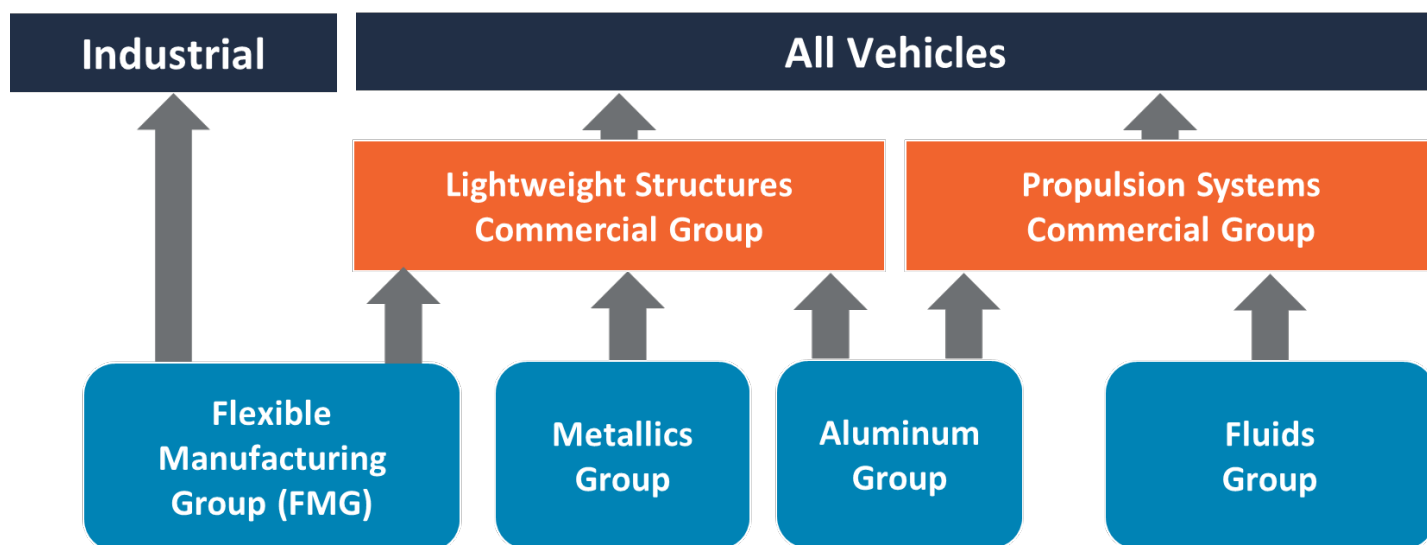 Industrial
All Vehicles
Lightweight Structures
Commercial Group
Propulsion Systems
Commercial Group
Flexible
Manufacturing
Group (FMG)
Metallics
Group
Aluminum
Group
Fluids
Group